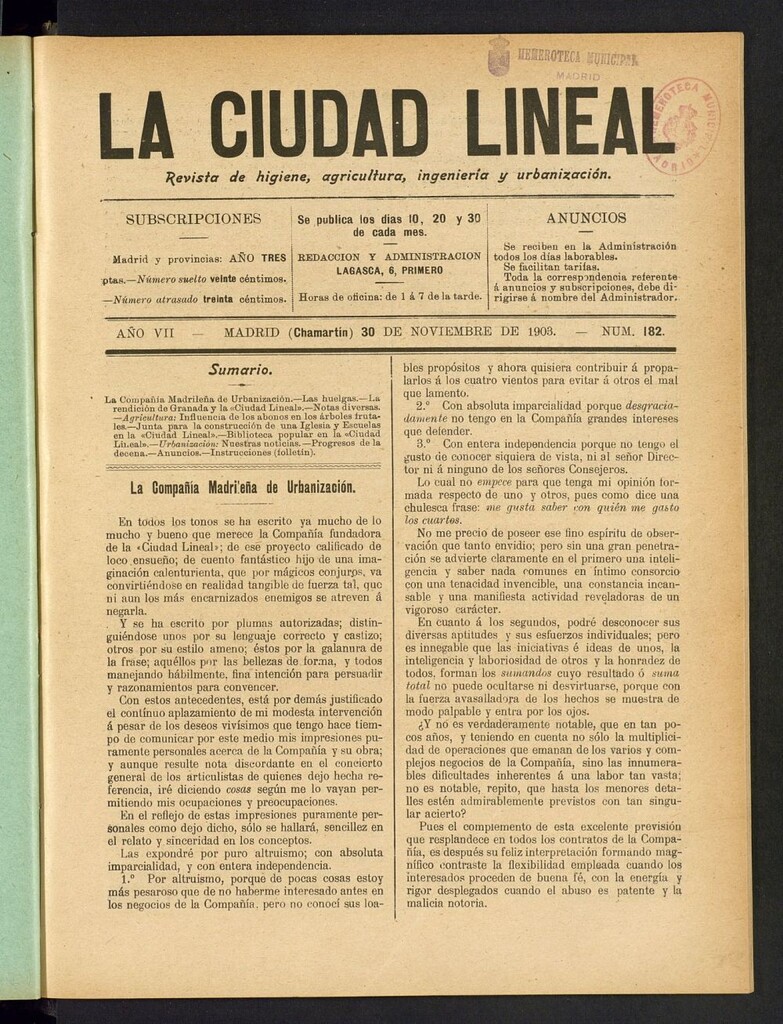 HEMEROTECA MUNICIPAL
MADRID
HEMEROTECA MUNICIPAL
MADRID
LA CIUDAD LINEAL
Revista de higiene, agricultura, ingeniería y urbanización.
SUBSCRIPCIONES
Madrid y provincias: AÑO TRES
ptas.—Número suelto veinte céntimos.
—Número atrasado treinta céntimos.
Se publica los dias 10, 20 y 30
de cada mes.
REDACCION Y ADMINISTRACION
LAGASCA, 6, PRIMERO
Horas de oficina: de 1 á 7 de la tarde.
ANUNCIOS
Se reciben en la Administración
todos los días laborables.
Se facilitan tarifas.
Toda la correspondencia referente
á anuncios y subscripciones, debe di-
rigirse á nombre del Administrador.
AÑO VII — MADRID (Chamartín) 30 DE NOVIEMBRE DE 1903. — NUM. 182.
Sumario.
La Compañia Madrileña de Urbanización.—Las huelgas.—La
rendición de Granada y la «Ciudad Lineal».—Notas diversas.
—Agricultura: Influencia de los abonos en los árboles fruta-
les.—Junta para la construcción de una Iglesia y Escuelas
en la «Ciudad Lineal».—Biblioteca popular en la «Ciudad
Lineal».—Urbanización: Nuestras noticias.—Progresos de la
decena.—Anuncios.—Instrucciones (folletín).
La Compañía Madrileña de Urbanización.
En todos los tonos se ha escrito ya mucho de lo
mucho y bueno que merece la Compañía fundadora
de la «Ciudad Lineal»; de ese proyecto calificado de
loco ensueño; de cuento fantástico hijo de una ima-
ginación calenturienta, que por mágicos conjuros, va
convirtiéndose en realidad tangible de fuerza tal, que
ni aun los más encarnizados enemigos se atreven á
negarla.
Y se ha escrito por plumas autorizadas; distin-
guiéndose unos por su lenguaje correcto y castizo;
otros por su estilo ameno; éstos por la galanura de
la frase; aquéllos por las bellezas de forma, y todos
manejando hábilmente, fina intención para persuadir
y razonamientos para convencer.
Con estos antecedentes, está por demás justificado
el continuo aplazamiento de mi modesta intervención
á pesar de los deseos vivísimos que tengo hace tiem-
po de comunicar por este medio mis impresiones pu-
ramente personales acerca de la Compañía y su obra;
y aunque resulte nota discordante en el concierto
general de los articulistas de quienes dejo hecha re-
ferencia, iré diciendo cosas según me lo vayan per-
mitiendo mis ocupaciones y preocupaciones.
En el reflejo de estas impresiones puramente per-
sonales como dejo dicho, sólo se hallará, sencillez en
el relato y sinceridad en los conceptos.
Las expondré por puro altruismo; con absoluta
imparcialidad, y con entera independencia.
1.º Por altruismo, porque de pocas cosas estoy
más pesaroso que de no haberme interesado antes en
los negocios de la Compañía, pero no conocí sus loa-
bles propósitos y ahora quisiera contribuir á propa-
larlos á los cuatro vientos para evitar á otros el mal
que lamento.
2.º Con absoluta imparcialidad porque desgracia-
damente no tengo en la Compañía grandes intereses
que defender.
3.º Con entera independencia porque no tengo el
gusto de conocer siquiera de vista, ni al señor Direc-
tor ni á ninguno de los señores Consejeros.
Lo cual no empece para que tenga mi opinión for-
mada respecto de uno y otros, pues como dice una
chulesca frase: me gusta saber con quién me gasto
los cuartos.
No me precio de poseer ese fino espíritu de obser-
vación que tanto envidio; pero sin una gran penetra-
ción se advierte claramente en el primero una inteli-
gencia y saber nada comunes en íntimo consorcio
con una tenacidad invencible, una constancia incan-
sable y una manifiesta actividad reveladoras de un
vigoroso carácter.
En cuanto á los segundos, podré desconocer sus
diversas aptitudes y sus esfuerzos individuales; pero
es innegable que las iniciativas é ideas de unos, la
inteligencia y laboriosidad de otros y la honradez de
todos, forman los sumandos cuyo resultado ó suma
total no puede ocultarse ni desvirtuarse, porque con
la fuerza avasalladora de los hechos se muestra de
modo palpable y entra por los ojos.
¿Y no es verdaderamente notable, que en tan po-
cos años, y teniendo en cuenta no sólo la multiplici-
dad de operaciones que emanan de los varios y com-
plejos negocios de la Compañía, sino las innumera-
bles dificultades inherentes á una labor tan vasta;
no es notable, repito, que hasta los menores deta-
lles estén admirablemente previstos con tan singu-
lar acierto?
Pues el complemento de esta excelente previsión
que resplandece en todos los contratos de la Compa-
ñía, es después su feliz interpretación formando mag-
nífico contraste la flexibilidad empleada cuando los
interesados proceden de buena fé, con la energía y
rigor desplegados cuando el abuso es patente y la
malicia notoria.